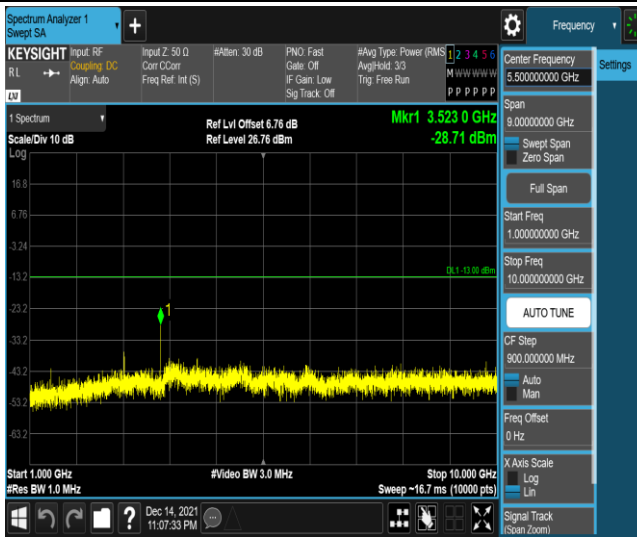 Spectrum Analyzer 1
Swept SA
Frequency
KEYSIGHT
Input: RF
Coupling: DC
Align: Auto
Input Z: 50 Ω
Corr CCorr
Freq Ref: Int (S)
#Atten: 30 dB
PNO: Fast
Gate: Off
IF Gain: Low
Sig Track: Off
#Avg Type: Power (RMS
Avg|Hold: 3/3
Trig: Free Run
1 2 3 4 5 6
M W W W W W
P P P P P P
RL
LXI
1 Spectrum
Scale/Div 10 dB
Log
Ref Lvl Offset 6.76 dB
Ref Level 26.76 dBm
Mkr1 3.523 0 GHz
-28.71 dBm
16.8
6.76
-3.24
-13.2
-23.2
-33.2
-43.2
-53.2
-63.2
DL1 -13.00 dBm
1
Start 1.000 GHz
#Res BW 1.0 MHz
#Video BW 3.0 MHz
Stop 10.000 GHz
Sweep ~16.7 ms (10000 pts)
Dec 14, 2021
11:07:33 PM
Center Frequency
5.500000000 GHz
Settings
Span
9.00000000 GHz
Swept Span
Zero Span
Full Span
Start Freq
1.000000000 GHz
Stop Freq
10.000000000 GHz
AUTO TUNE
CF Step
900.000000 MHz
Auto
Man
Freq Offset
0 Hz
X Axis Scale
Log
Lin
Signal Track
(Span Zoom)